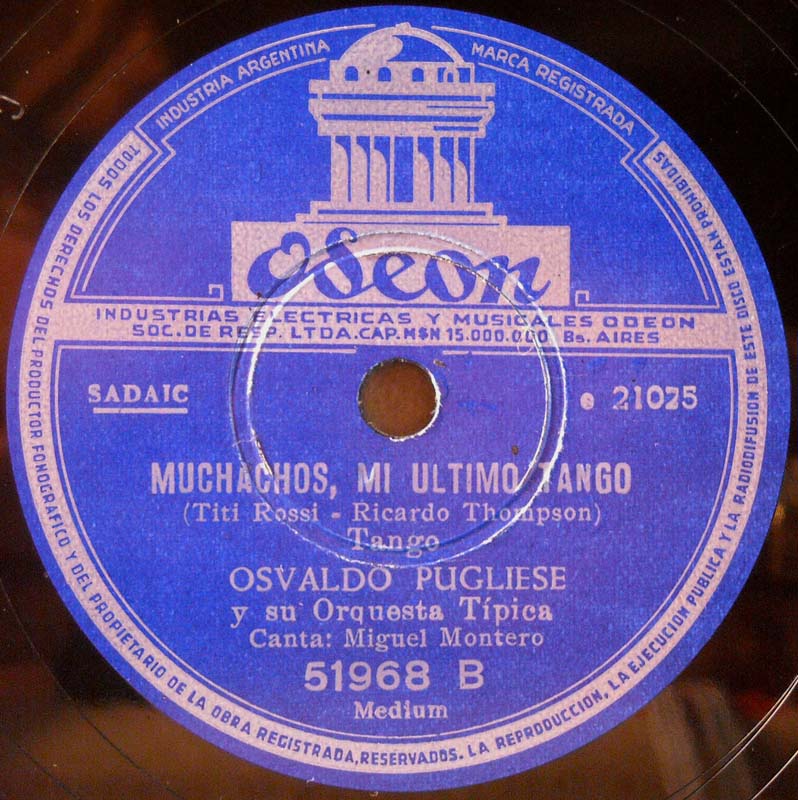 INDUSTRIA ARGENTINA
MARCA REGISTRADA
Odeon
INDUSTRIAS ELECTRICAS Y MUSICALES ODEON
SOC. DE RESP. LTDA. CAP. M$N 15.000.000 Bs. AIRES
SADAIC
e 21025
MUCHACHOS, MI ULTIMO TANGO
(Titi Rossi - Ricardo Thompson)
Tango
OSVALDO PUGLIESE
y su Orquesta Típica
Canta: Miguel Montero
51968 B
Medium
TODOS LOS DERECHOS DEL PRODUCTOR FONOGRAFICO Y DEL PROPIETARIO DE LA OBRA REGISTRADA, RESERVADOS. LA REPRODUCCION, LA EJECUCION PUBLICA Y LA RADIODIFUSION DE ESTE DISCO ESTAN PROHIBIDAS